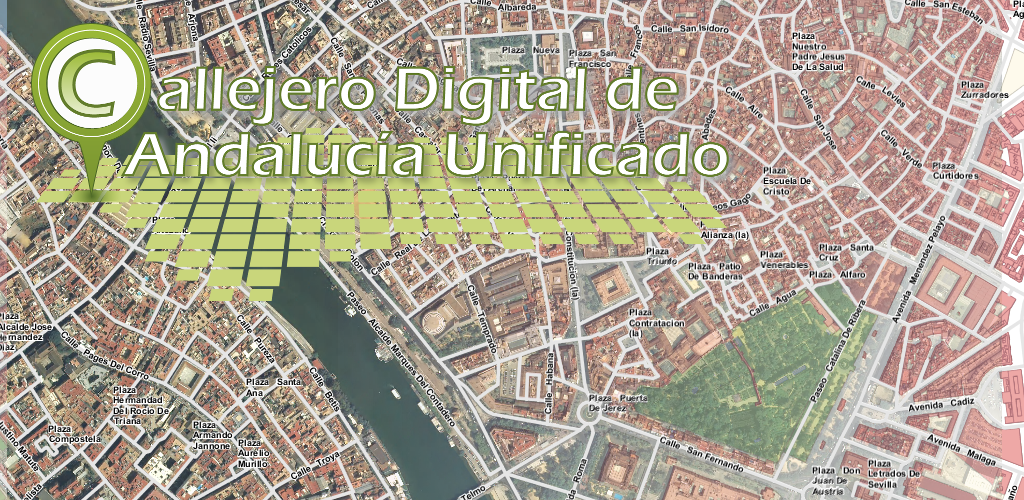 Callejero Digital de
Andalucía Unificado
Calle San Esteban
Calle San Isidoro
Plaza Nueva
Plaza San
Francisco
Plaza
Nuestro
Padre Jesus
De La Salud
Calle Levies
Plaza
Zurradores
Calle Aire
Calle San Jose
Calle Verde
Plaza
Curtidores
Plaza
Escuela De
Cristo
Alianza (la)
Plaza
Triunfo
Plaza Patio
De Banderas
Plaza
Venerables
Plaza Santa
Cruz
Plaza Alfaro
Avenida Menendez Pelayo
Calle Real
Constitucion (la)
Calle Agua
Paseo Catalina De Ribera
Plaza
Contratacion
(la)
Calle Temprado
Calle Habana
Paseo Alcalde Marques Del Contadero
Plaza
Alcalde Jose
Hernandez
Diaz
Calle Pages Del Corro
Calle Pureza
Calle Betis
Plaza Santa
Ana
Plaza
Hermandad
Del Rocio De
Triana
Plaza
Compostela
Plaza
Armando
Jannone
Plaza
Aurelio
Murillo
Calle Troya
Plaza Puerta
De Jerez
Calle San Fernando
Avenida Cadiz
Avenida Malaga
Plaza Don
Juan De
Austria
Plaza
Letrados De
Sevilla